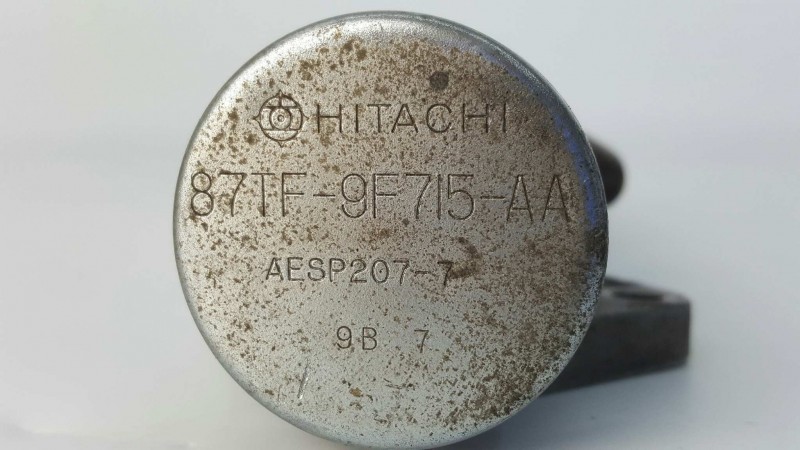 HITACHI
87TF-9F715-AA
AESP207-7
9B 7